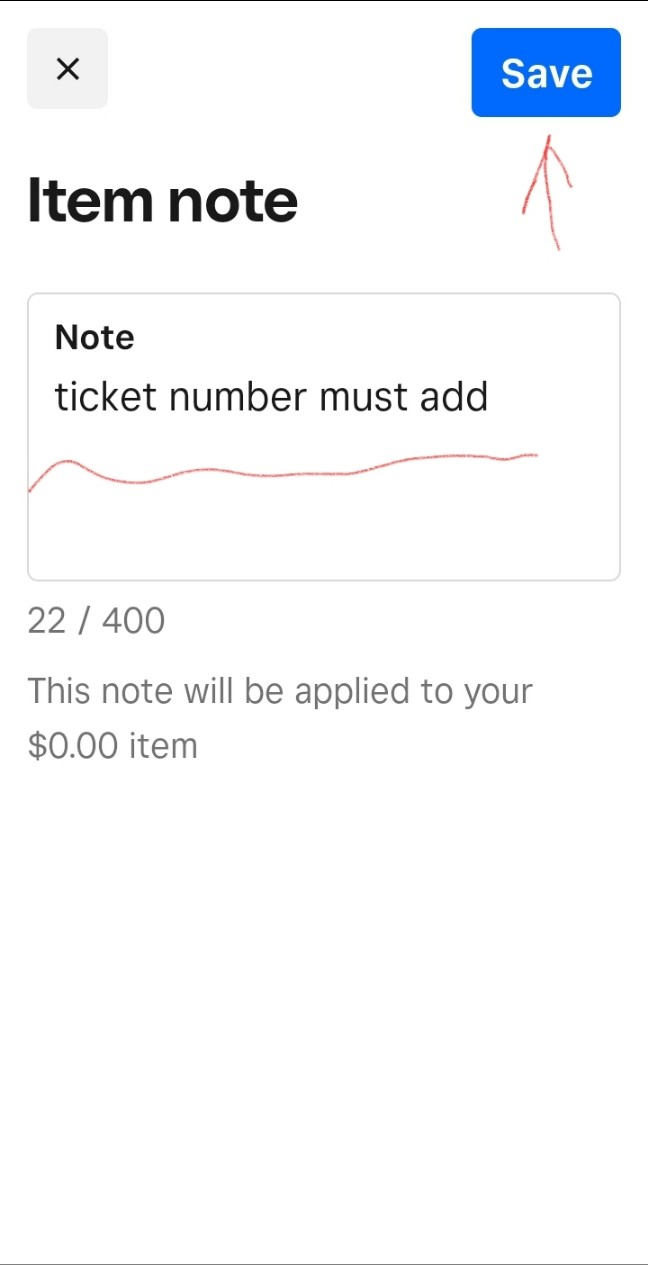 Save
Item note
Note
ticket number must add
22 / 400
This note will be applied to your
$0.00 item